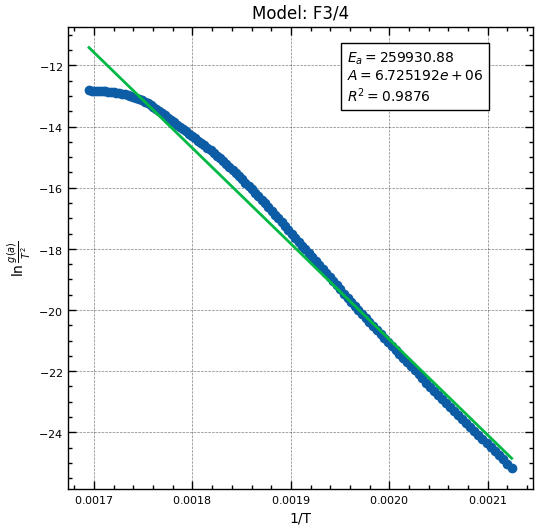 Model: F3/4
E_a = 259930.88
A = 6.725192e + 06
R^2 = 0.9876
−12
−14
−16
−18
−20
−22
−24
ln g(a)/T^2
0.0017 0.0018 0.0019 0.0020 0.0021
1/T